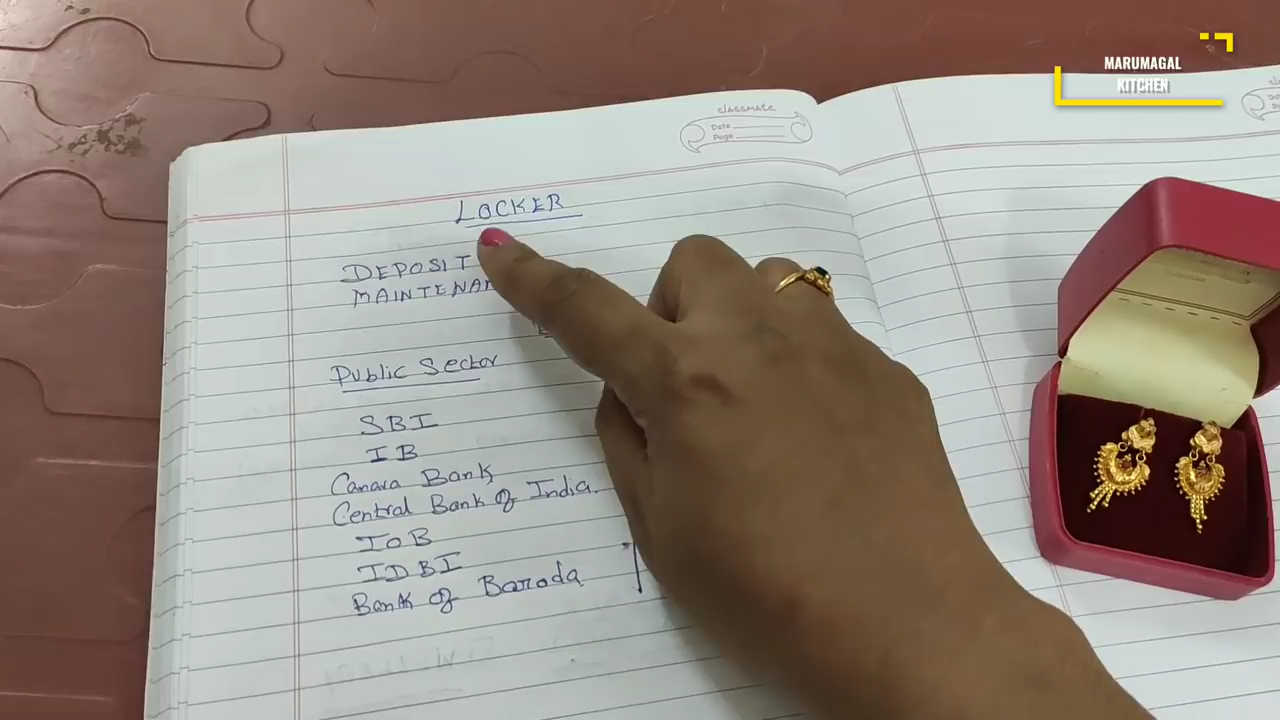 MARUMAGAL
KITCHEN
classmate
Date
Page
LOCKER
DEPOSIT
MAINTENAN
Public Sector
SBI
IB
Canara Bank
Central Bank of India.
IOB
IDBI
Bank of Baroda